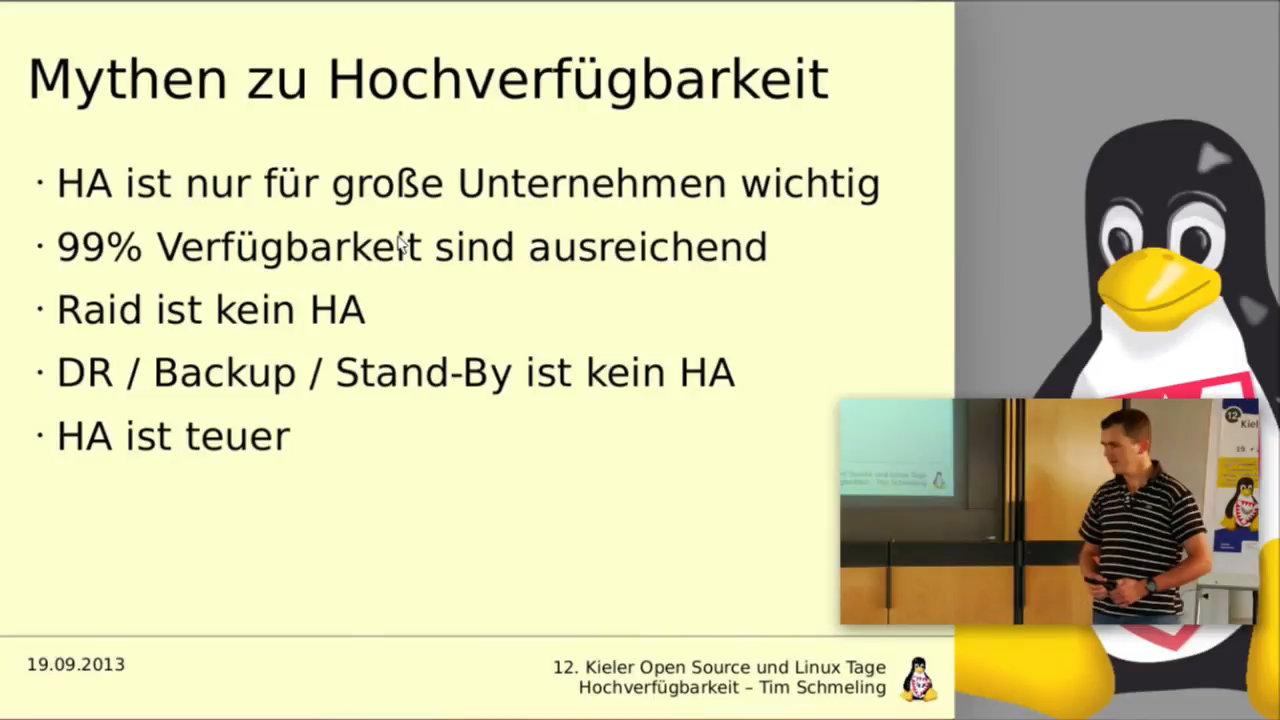 Mythen zu Hochverfügbarkeit
· HA ist nur für große Unternehmen wichtig
· 99% Verfügbarkeit sind ausreichend
· Raid ist kein HA
· DR / Backup / Stand-By ist kein HA
· HA ist teuer
12.
Kiel
19.09.2013
12. Kieler Open Source und Linux Tage
Hochverfügbarkeit – Tim Schmeling